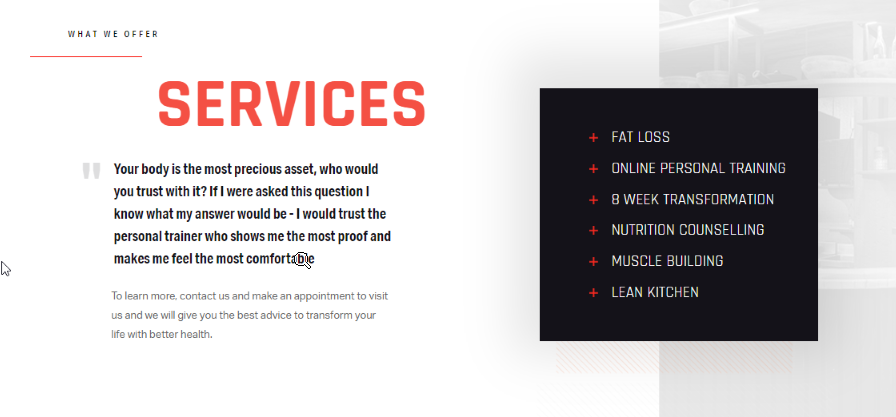 WHAT WE OFFER
SERVICES
" Your body is the most precious asset, who would
you trust with it? If I were asked this question I
know what my answer would be - I would trust the
personal trainer who shows me the most proof and
makes me feel the most comfortable
To learn more, contact us and make an appointment to visit
us and we will give you the best advice to transform your
life with better health.
+ FAT LOSS
+ ONLINE PERSONAL TRAINING
+ 8 WEEK TRANSFORMATION
+ NUTRITION COUNSELLING
+ MUSCLE BUILDING
+ LEAN KITCHEN